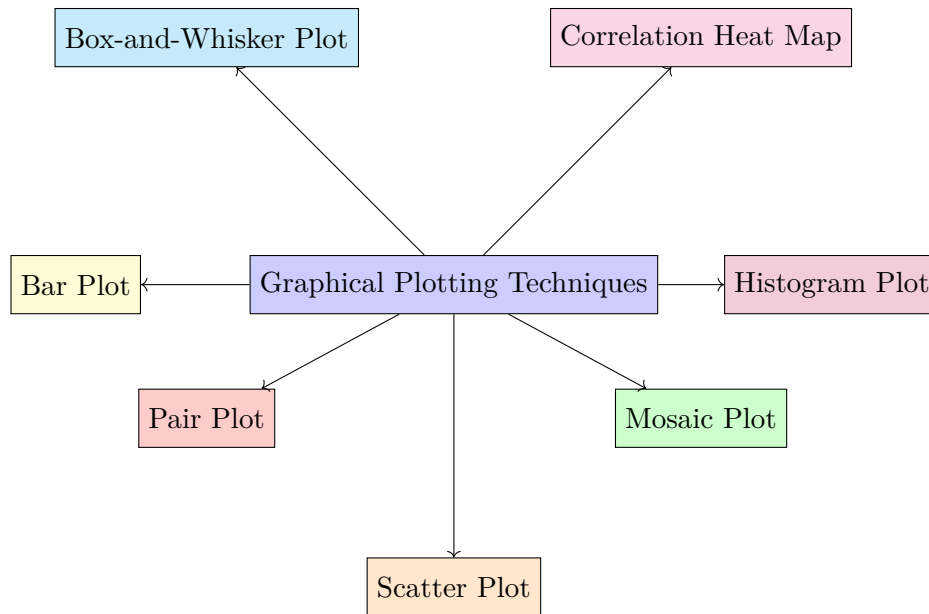 Box-and-Whisker Plot
Correlation Heat Map
Bar Plot
Graphical Plotting Techniques
Histogram Plot
Pair Plot
Mosaic Plot
Scatter Plot